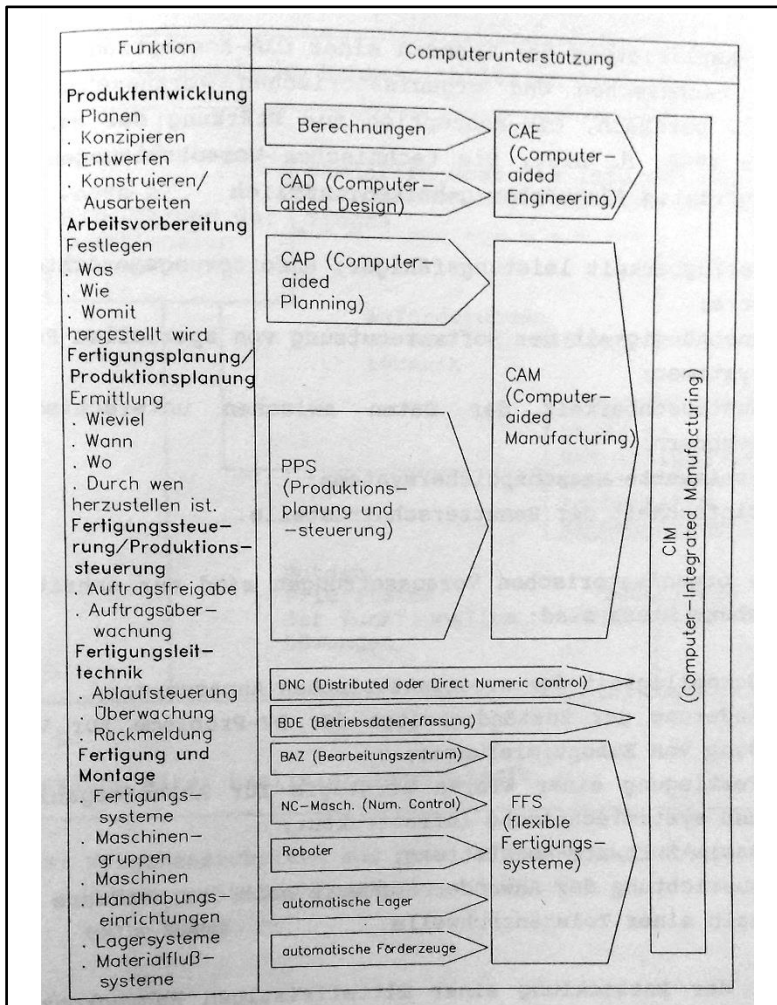 Funktion
Computerunterstützung
Produktentwicklung
. Planen
. Konzipieren
. Entwerfen
. Konstruieren/
Ausarbeiten
Arbeitsvorbereitung
Festlegen
. Was
. Wie
. Womit
hergestellt wird
Fertigungsplanung/
Produktionsplanung
Ermittlung
. Wieviel
. Wann
. Wo
. Durch wen
herzustellen ist.
Fertigungssteue-
rung/Produktions-
steuerung
. Auftragsfreigabe
. Auftragsüber-
wachung
Fertigungsleit-
technik
. Ablaufsteuerung
. Überwachung
. Rückmeldung
Fertigung und
Montage
. Fertigungs-
systeme
. Maschinen-
gruppen
. Maschinen
. Handhabungs-
einrichtungen
. Lagersysteme
. Materialfluß-
systeme
Berechnungen
CAD (Computer-
aided Design)
CAP (Computer-
aided
Planning)
PPS
(Produktions-
planung und
-steuerung)
DNC (Distributed oder Direct Numeric Control)
BDE (Betriebsdatenerfassung)
BAZ (Bearbeitungszentrum)
NC-Masch. (Num. Control)
Roboter
automatische Lager
automatische Förderzeuge
CAE
(Computer-
aided
Engineering)
CAM
(Computer-
aided
Manufacturing)
FFS
(flexible
Fertigungs-
systeme)
CIM
(Computer-Integrated Manufacturing)